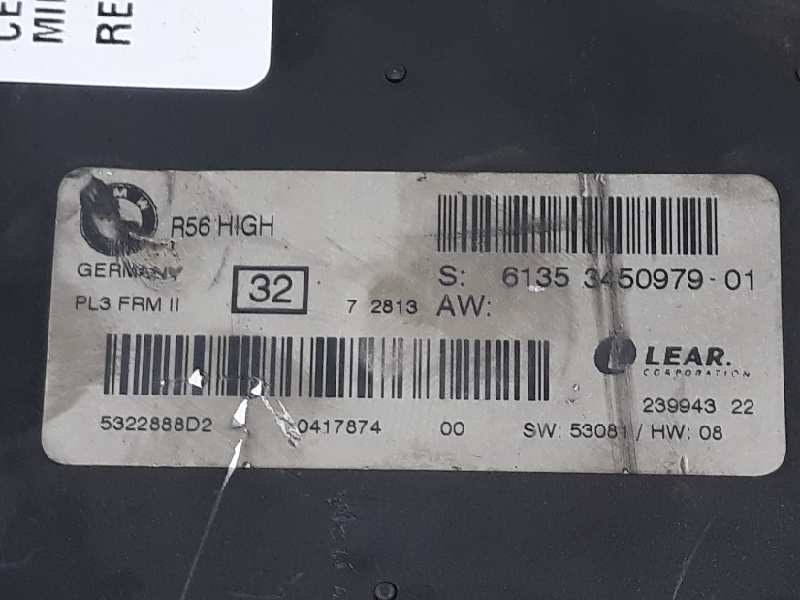 CE
MI
RE
BMW
R56 HIGH
GERMANY
PL3 FRM II
32
7 2813
S: 6135 3450979-01
AW:
LEAR.
CORPORATION
239943 22
5322888D2 0417874 00 SW: 53081 / HW: 08